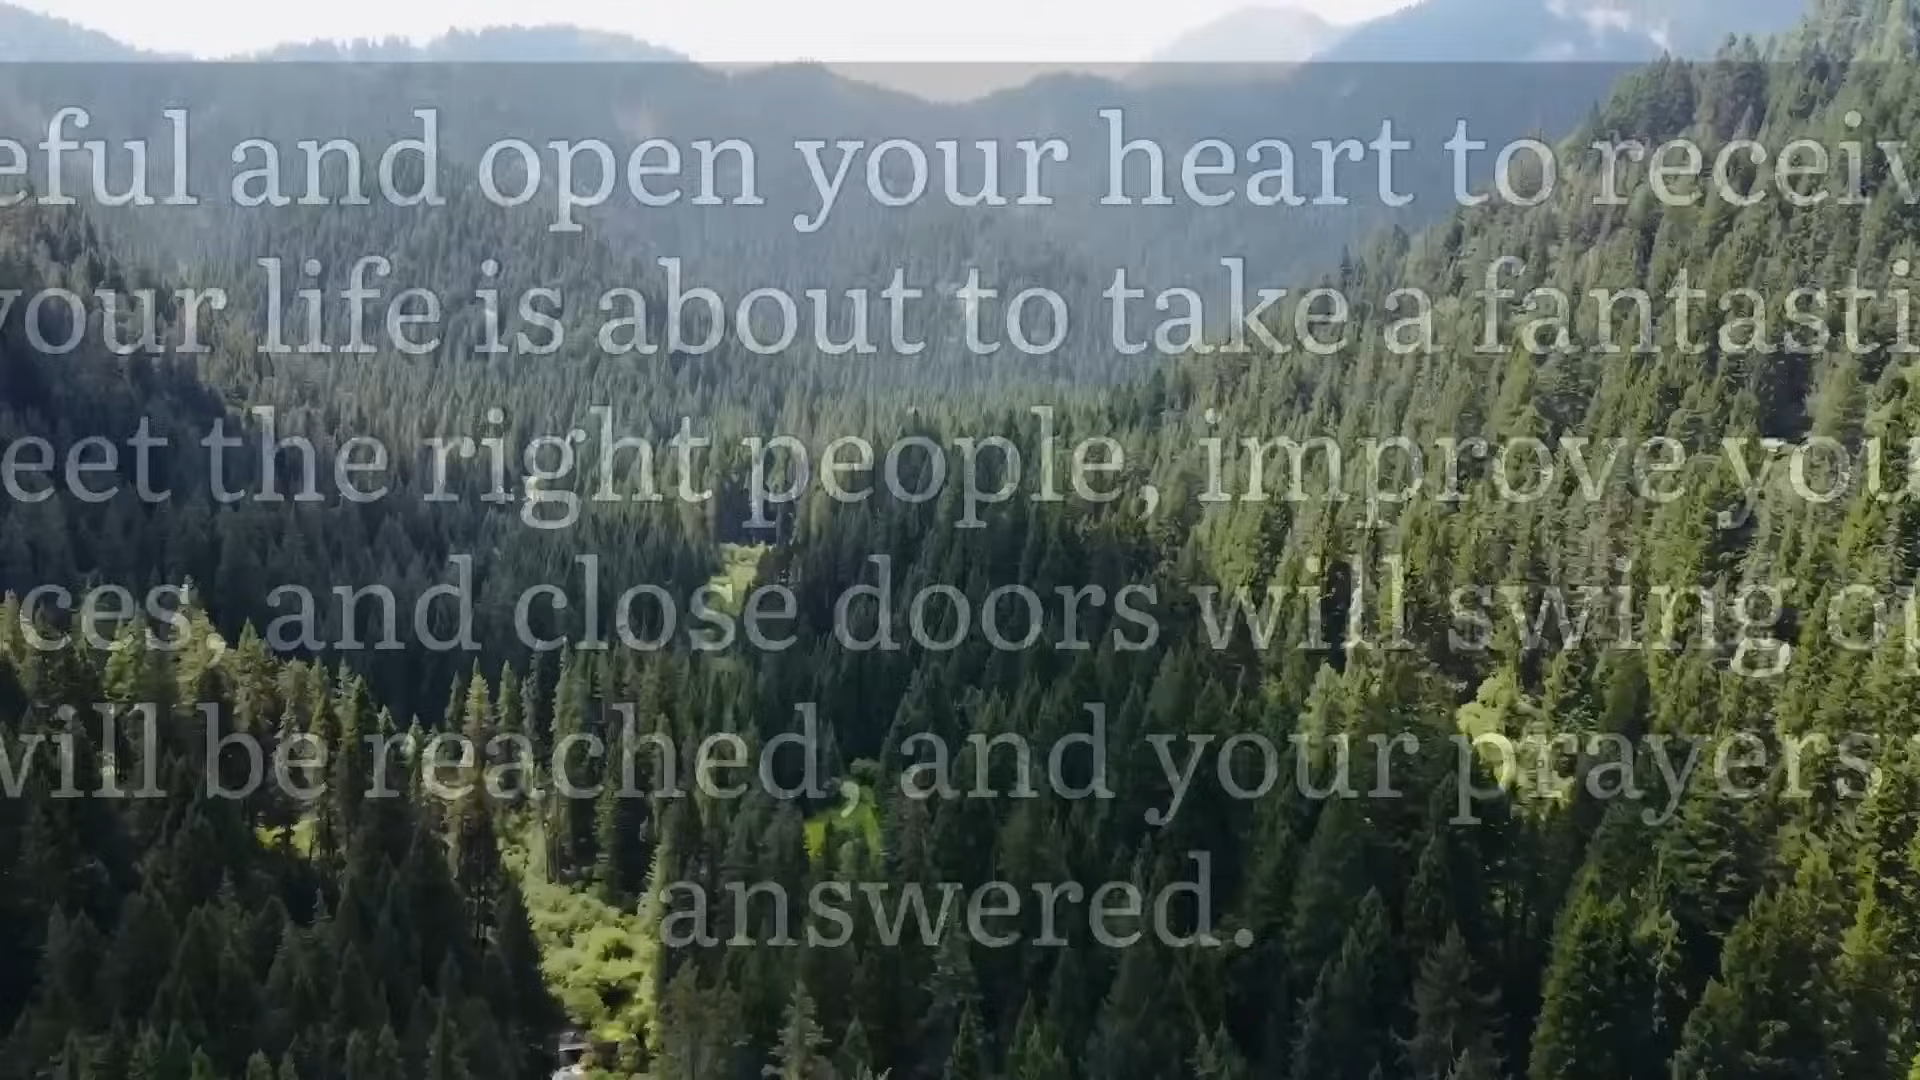 eful and open your heart to receiv
your life is about to take a fantasti
eet the right people, improve you
ces, and close doors will swing op
will be reached, and your prayers
answered.